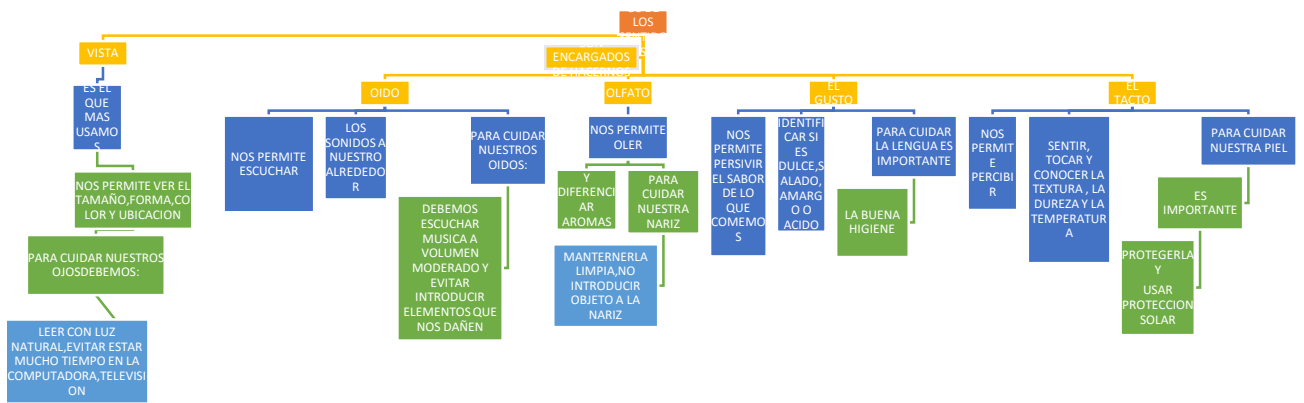 LOS
VISTA
ENCARGADOS
ES EL
QUE
MAS
USAMO
S
NOS PERMITE VER EL
TAMAÑO,FORMA,CO
LOR Y UBICACION
PARA CUIDAR NUESTROS
OJOSDEBEMOS:
LEER CON LUZ
NATURAL,EVITAR ESTAR
MUCHO TIEMPO EN LA
COMPUTADORA,TELEVISI
ON
OIDO
NOS PERMITE
ESCUCHAR
LOS
SONIDOS A
NUESTRO
ALREDEDO
R
PARA CUIDAR
NUESTROS
OIDOS:
DEBEMOS
ESCUCHAR
MUSICA A
VOLUMEN
MODERADO Y
EVITAR
INTRODUCIR
ELEMENTOS QUE
NOS DAÑEN
OLFATO
NOS PERMITE
OLER
Y
DIFERENCI
AR
AROMAS
PARA
CUIDAR
NUESTRA
NARIZ
MANTERNERLA
LIMPIA,NO
INTRODUCIR
OBJETO A LA
NARIZ
EL
GUSTO
NOS
PERMITE
PERSIVIR
EL SABOR
DE LO
QUE
COMEMO
S
IDENTIFI
CAR SI
ES
DULCE,S
ALADO,
AMARG
O O
ACIDO
PARA CUIDAR
LA LENGUA ES
IMPORTANTE
LA BUENA
HIGIENE
EL
TACTO
NOS
PERMIT
E
PERCIBI
R
SENTIR,
TOCAR Y
CONOCER LA
TEXTURA , LA
DUREZA Y LA
TEMPERATUR
A
PARA CUIDAR
NUESTRA PIEL
ES
IMPORTANTE
PROTEGERLA
Y
USAR
PROTECCION
SOLAR